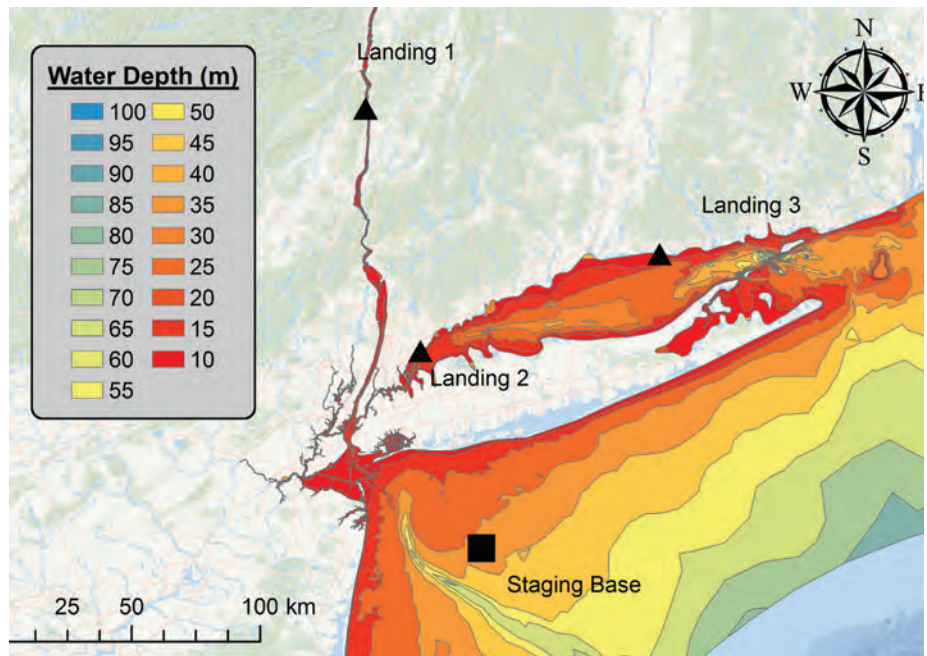 Landing 1
N
W
E
S
Water Depth (m)
100 50
95 45
90 40
85 35
80 30
75 25
70 20
65 15
60 10
55
Landing 3
Landing 2
Staging Base
25 50 100 km